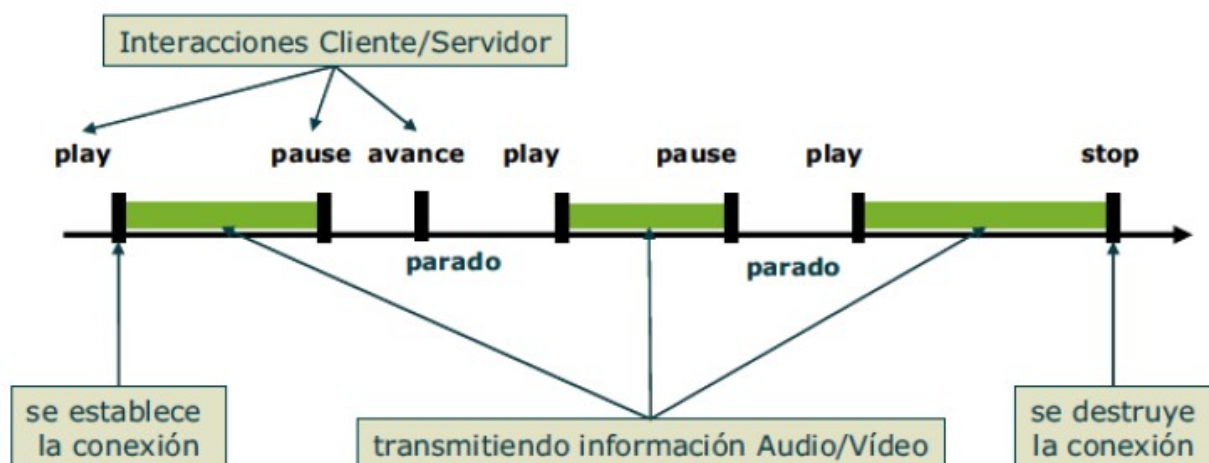 Interacciones Cliente/Servidor
play pause avance play pause play stop
parado parado
se establece
la conexión
transmitiendo información Audio/Vídeo
se destruye
la conexión